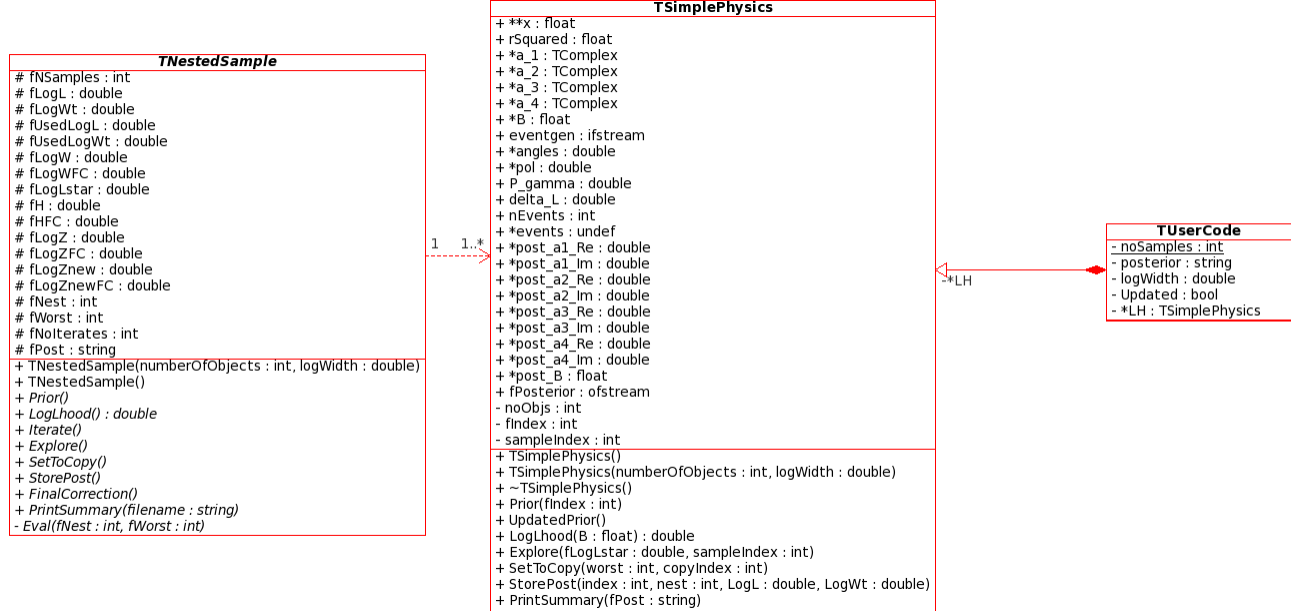 TNestedSample
# fNSamples : int
# fLogL : double
# fLogWt : double
# fUsedLogL : double
# fUsedLogWt : double
# fLogW : double
# fLogWFC : double
# fLogLstar : double
# fH : double
# fHFC : double
# fLogZ : double
# fLogZFC : double
# fLogZnew : double
# fLogZnewFC : double
# fNest : int
# fWorst : int
# fNoIterates : int
# fPost : string
+ TNestedSample(numberOfObjects : int, logWidth : double)
+ TNestedSample()
+ Prior()
+ LogLhood() : double
+ Iterate()
+ Explore()
+ SetToCopy()
+ StorePost()
+ FinalCorrection()
+ PrintSummary(filename : string)
- Eval(fNest : int, fWorst : int)
1 1..*
TSimplePhysics
+ **x : float
+ rSquared : float
+ *a_1 : TComplex
+ *a_2 : TComplex
+ *a_3 : TComplex
+ *a_4 : TComplex
+ *B : float
+ eventgen : ifstream
+ *angles : double
+ *pol : double
+ P_gamma : double
+ delta_L : double
+ nEvents : int
+ *events : undef
+ *post_a1_Re : double
+ *post_a1_Im : double
+ *post_a2_Re : double
+ *post_a2_Im : double
+ *post_a3_Re : double
+ *post_a3_Im : double
+ *post_a4_Re : double
+ *post_a4_Im : double
+ *post_B : float
+ fPosterior : ofstream
- noObjs : int
- fIndex : int
- sampleIndex : int
+ TSimplePhysics()
+ TSimplePhysics(numberOfObjects : int, logWidth : double)
+ ~TSimplePhysics()
+ Prior(fIndex : int)
+ UpdatedPrior()
+ LogLhood(B : float) : double
+ Explore(fLogLstar : double, sampleIndex : int)
+ SetToCopy(worst : int, copyIndex : int)
+ StorePost(index : int, nest : int, LogL : double, LogWt : double)
+ PrintSummary(fPost : string)
-*LH
TUserCode
- noSamples : int
- posterior : string
- logWidth : double
- Updated : bool
- *LH : TSimplePhysics